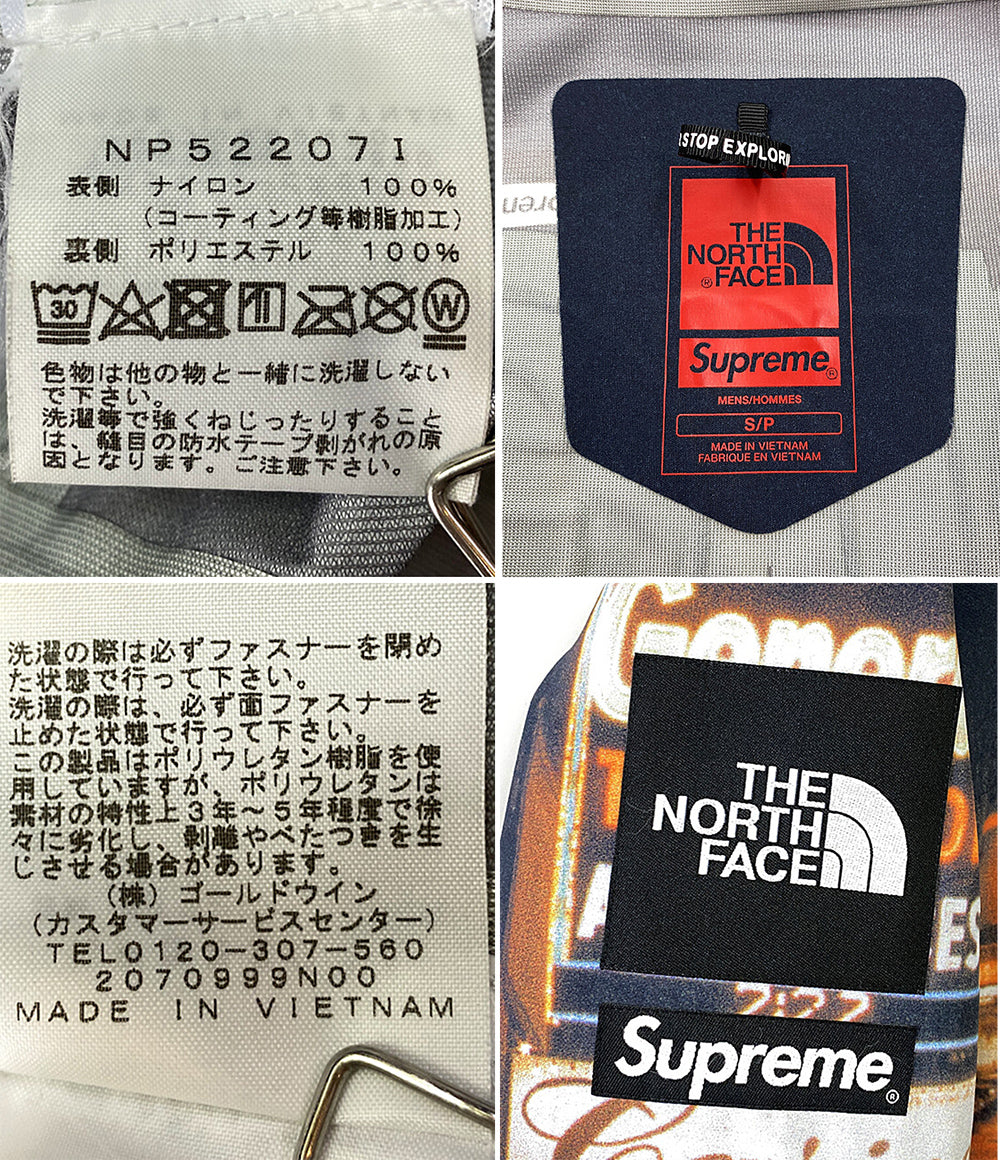 NP52207I
表側 ナイロン 100%
(コーティング等樹脂加工)
裏側 ポリエステル 100%
30
W
色物は他の物と一緒に洗濯しない
で下さい。
洗濯等で強くねじったりすること
は、縫目の防水テープ剝がれの原
因となります。ご注意下さい。
STOP EXPLOR
THE
NORTH
FACE
®
Supreme®
MENS/HOMMES
S/P
MADE IN VIETNAM
FABRIQUE EN VIETNAM
洗濯の際は必ずファスナーを閉め
た状態で行って下さい。
洗濯の際は、必ず面ファスナーを
止めた状態で行って下さい。
この製品はポリウレタン樹脂を使
用していますが、ポリウレタンは
素材の特性上3年～5年程度で徐
々に劣化し、剝離やべたつきを生
じさせる場合があります。
(株)ゴールドウイン
(カスタマーサービスセンター)
TEL0120-307-560
2070999N00
MADE IN VIETNAM
THE
NORTH
FACE
ES
Supreme®